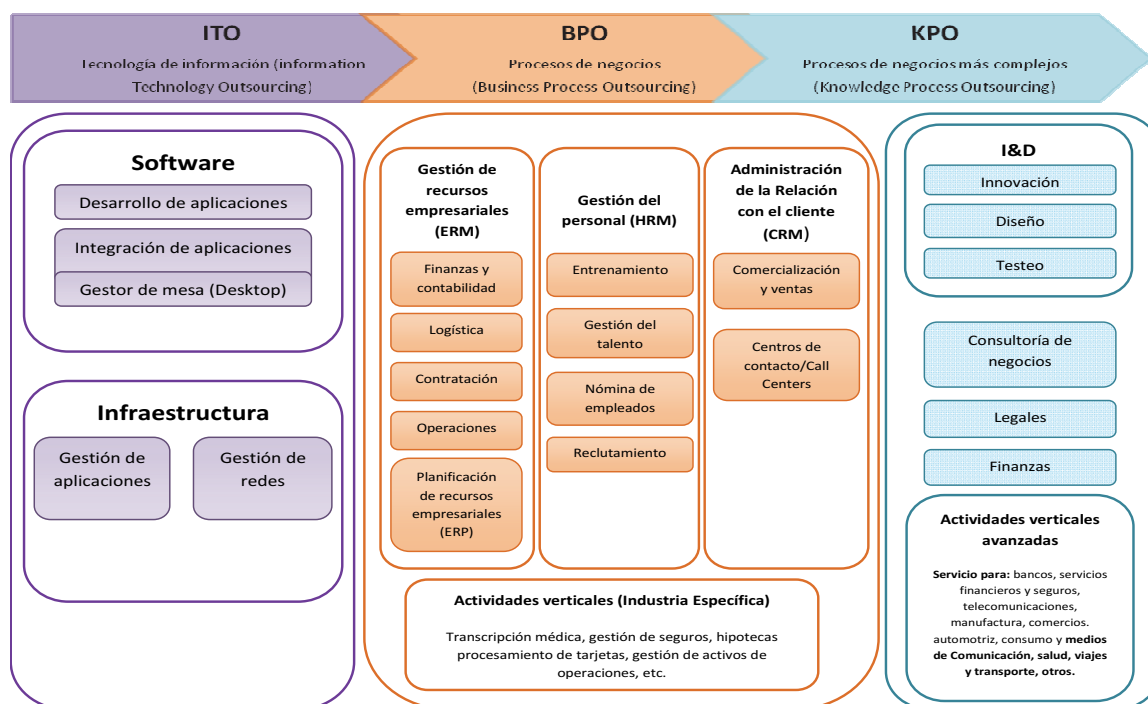 ITO
Tecnología de información (information
Technology Outsourcing)
BPO
Procesos de negocios
(Business Process Outsourcing)
KPO
Procesos de negocios más complejos
(Knowledge Process Outsourcing)
Software
Desarrollo de aplicaciones
Integración de aplicaciones
Gestor de mesa (Desktop)
Infraestructura
Gestión de
aplicaciones
Gestión de
redes
Gestión de
recursos
empresariales
(ERM)
Finanzas y
contabilidad
Logística
Contratación
Operaciones
Planificación
de recursos
empresariales
(ERP)
Gestión del
personal (HRM)
Entrenamiento
Gestión del
talento
Nómina de
empleados
Reclutamiento
Administración
de la Relación
con el cliente
(CRM)
Comercialización
y ventas
Centros de
contacto/Call
Centers
Actividades verticales (Industria Específica)
Transcripción médica, gestión de seguros, hipotecas
procesamiento de tarjetas, gestión de activos de
operaciones, etc.
I&D
Innovación
Diseño
Testeo
Consultoría de
negocios
Legales
Finanzas
Actividades verticales
avanzadas
Servicio para: bancos, servicios
financieros y seguros,
telecomunicaciones,
manufactura, comercios.
automotriz, consumo y medios
de Comunicación, salud, viajes
y transporte, otros.